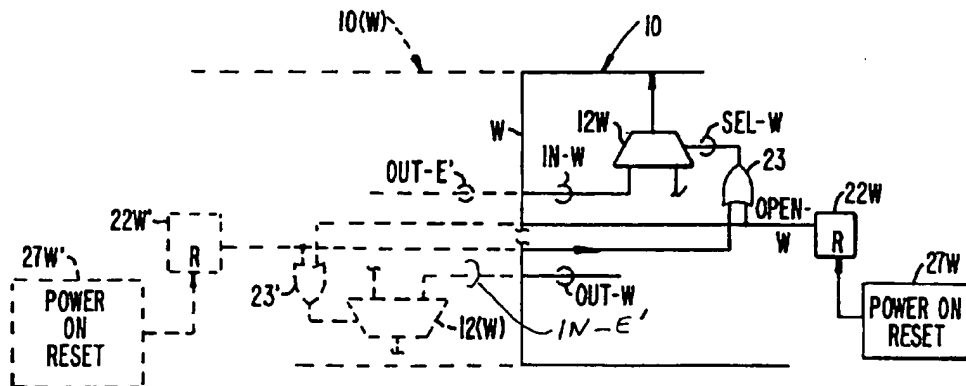 10(W)
10
12W
SEL-W
W
23
IN-W
OUT-E'
22W
OPEN-
W
22W'
R
R
27W'
27W
23'
OUT-W
POWER
ON
RESET
12(W)
IN-E'
POWER ON
RESET